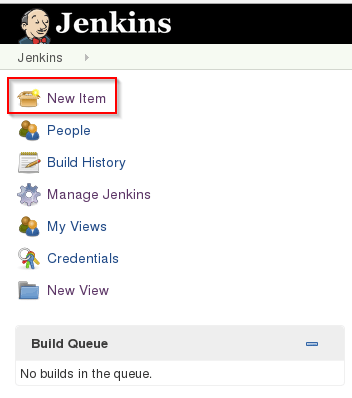 Jenkins
Jenkins
New Item
People
Build History
Manage Jenkins
My Views
Credentials
New View
Build Queue
No builds in the queue.